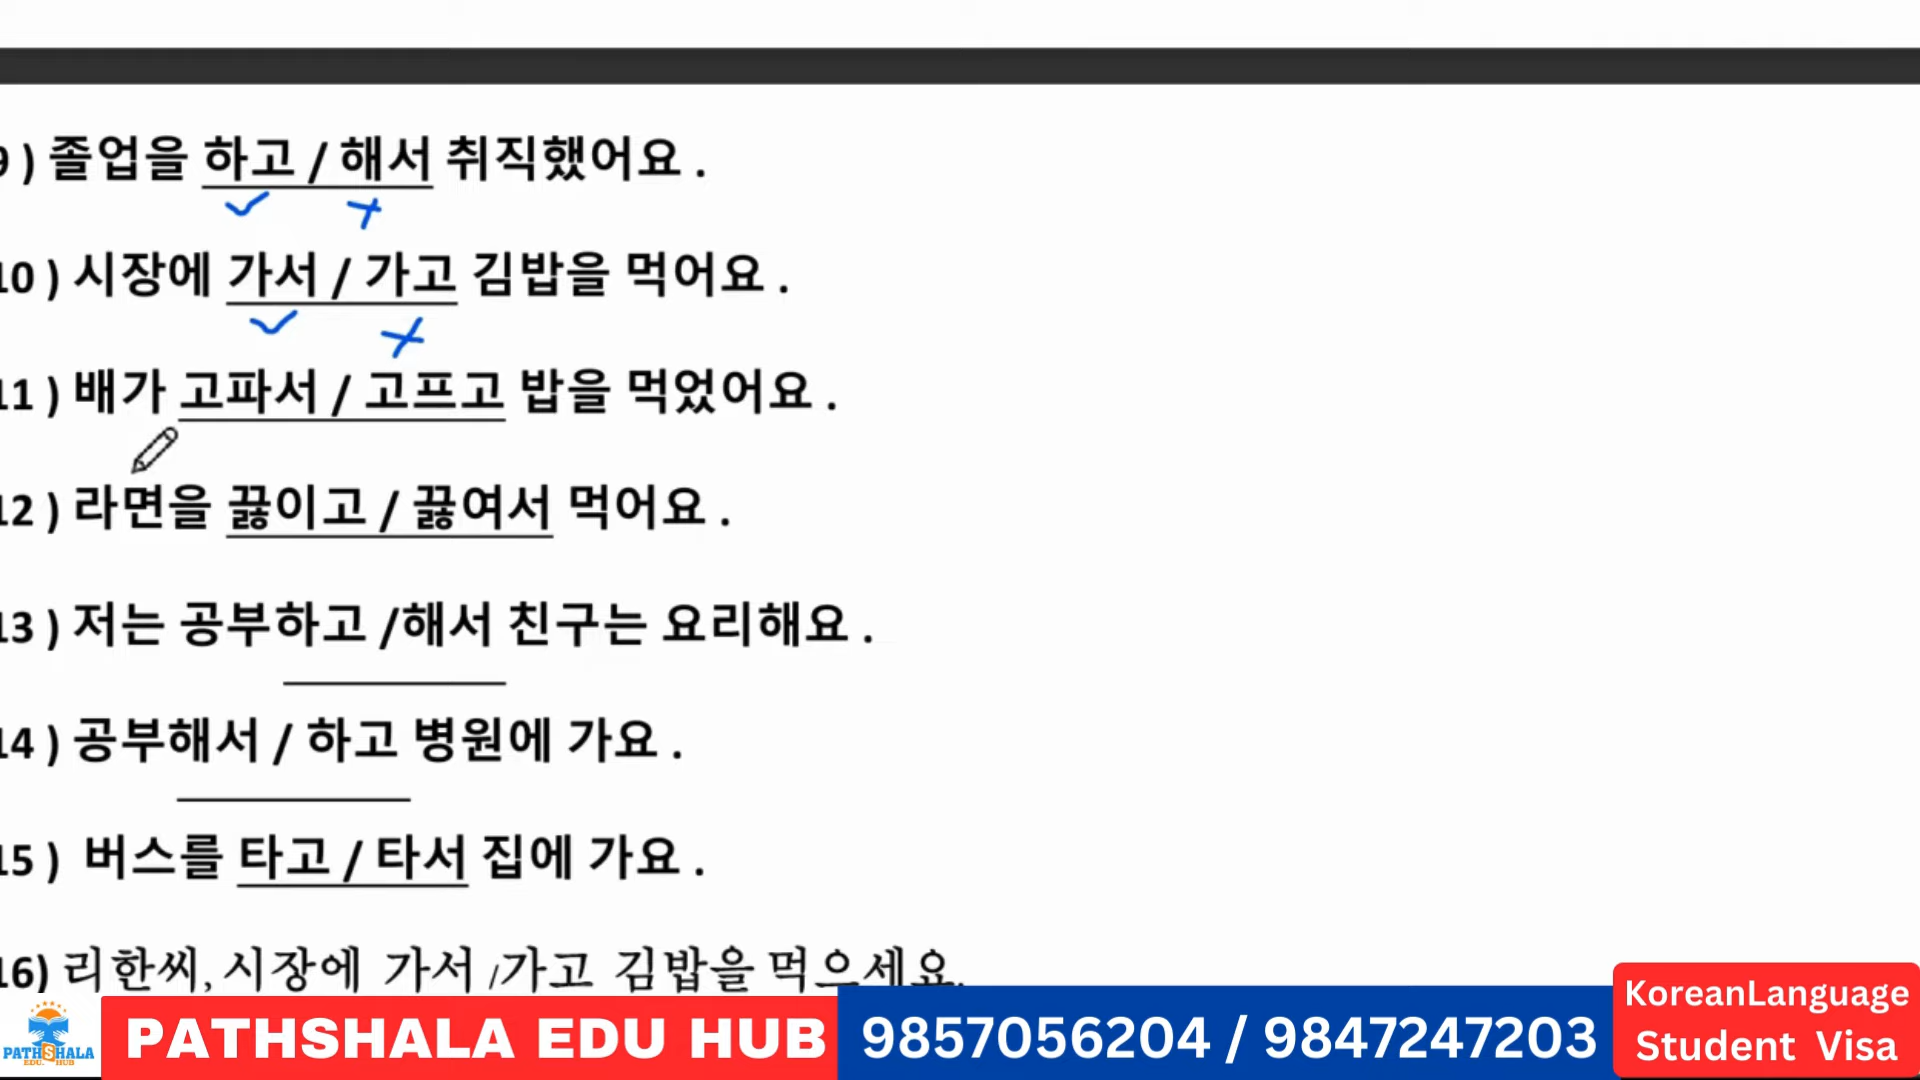 9 ) 졸업을 하고 / 해서 취직했어요 .
10 ) 시장에 가서 / 가고 김밥을 먹어요 .
11 ) 배가 고파서 / 고프고 밥을 먹었어요 .
12 ) 라면을 끓이고 / 끓여서 먹어요 .
13 ) 저는 공부하고 /해서 친구는 요리해요 .
14 ) 공부해서 / 하고 병원에 가요 .
15 ) 버스를 타고 / 타서 집에 가요 .
16) 리한씨, 시장에 가서 /가고 김밥을 먹으세요.
PATHSHALA
EDU. HUB
PATHSHALA EDU HUB
9857056204 / 9847247203
KoreanLanguage
Student Visa